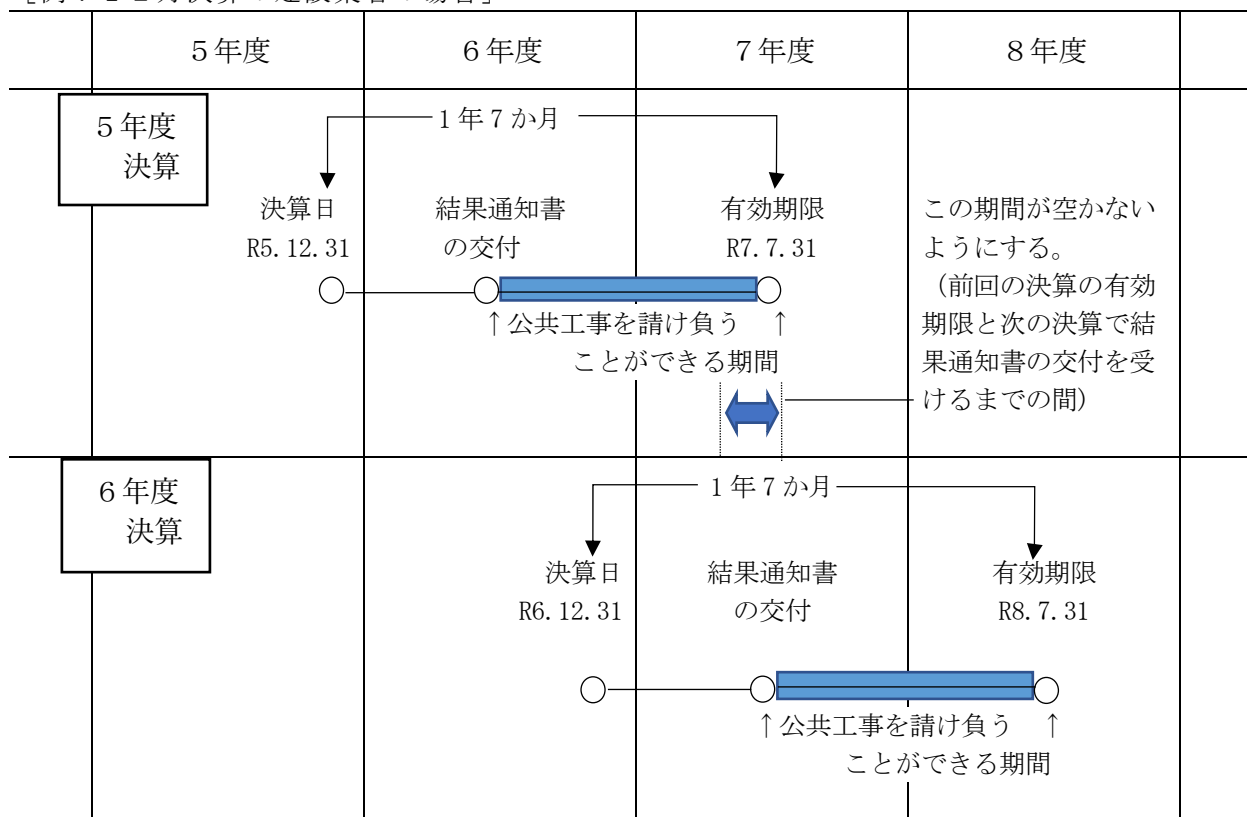 [例：１２月決算の建設業者の場合]
５年度 ６年度 ７年度 ８年度
５年度
決算
１年７か月
決算日
R5.12.31
結果通知書
の交付
有効期限
R7.7.31
↑公共工事を請け負う ↑
ことができる期間
この期間が空かない
ようにする。
（前回の決算の有効
期限と次の決算で結
果通知書の交付を受
けるまでの間）
６年度
決算
１年７か月
決算日
R6.12.31
結果通知書
の交付
有効期限
R8.7.31
↑公共工事を請け負う ↑
ことができる期間